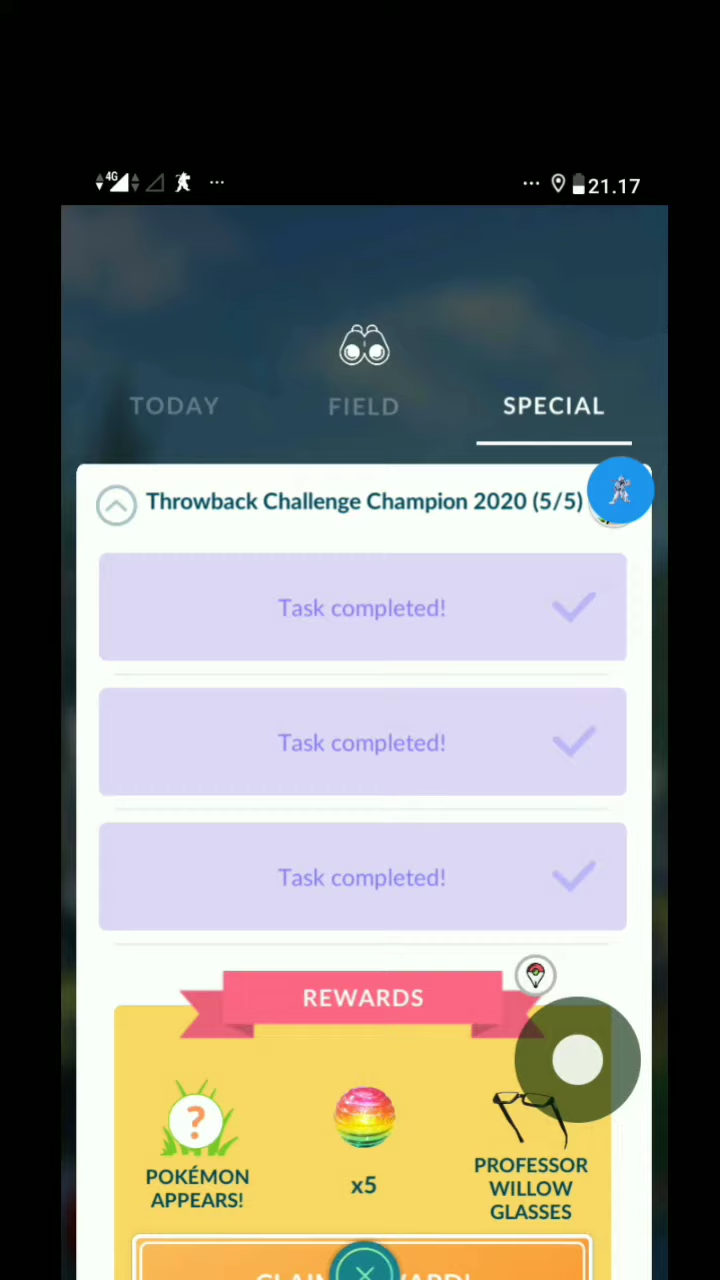 4G
21.17
TODAY
FIELD
SPECIAL
Throwback Challenge Champion 2020 (5/5)
Task completed!
Task completed!
Task completed!
REWARDS
?
POKÉMON
APPEARS!
x5
PROFESSOR
WILLOW
GLASSES